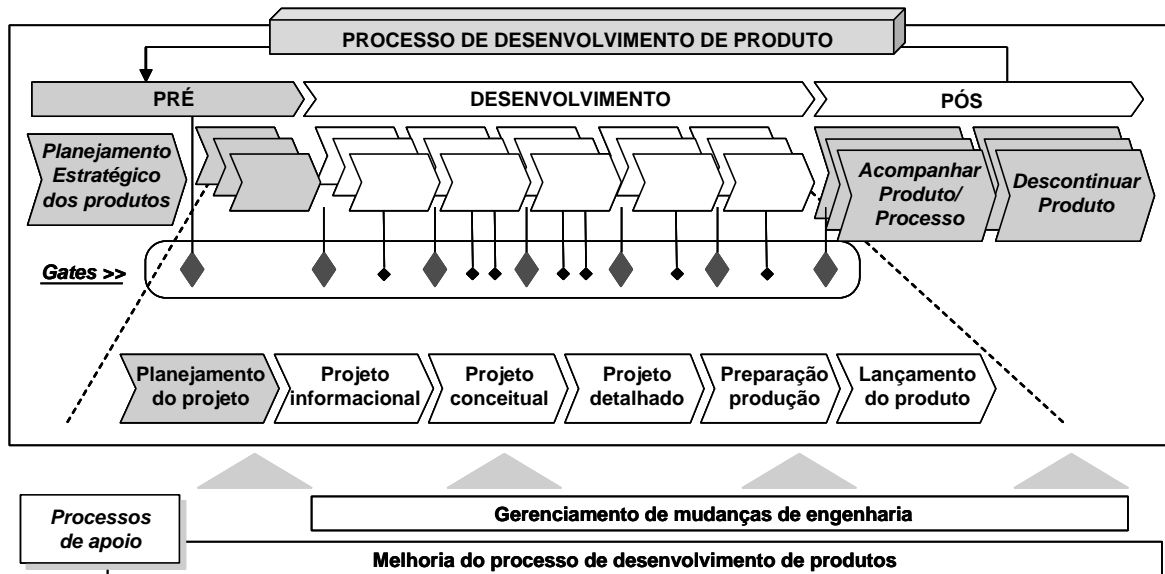 PROCESSO DE DESENVOLVIMENTO DE PRODUTO
PRÉ
DESENVOLVIMENTO
PÓS
Planejamento
Estratégico
dos produtos
Acompanhar
Produto/
Processo
Descontinuar
Produto
Gates >>
Planejamento
do projeto
Projeto
informacional
Projeto
conceitual
Projeto
detalhado
Preparação
produção
Lançamento
do produto
Processos
de apoio
Gerenciamento de mudanças de engenharia
Melhoria do processo de desenvolvimento de produtos